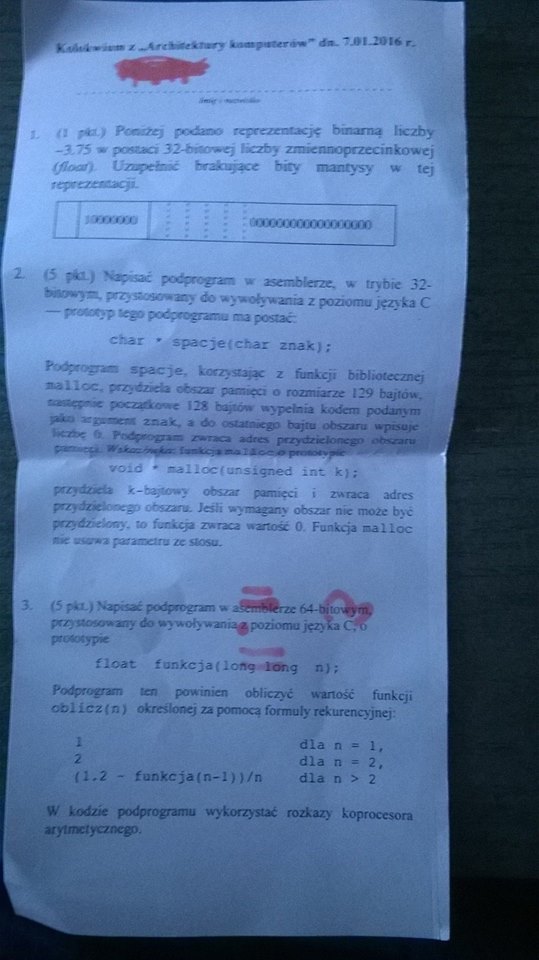 Kolokwium z „Architektury komputerów" dn. 7.01.2016 r.
imię i nazwisko
1. (1 pkt.) Poniżej podano reprezentację binarną liczby
–3.75 w postaci 32-bitowej liczby zmiennoprzecinkowej
(float). Uzupełnić brakujące bity mantysy w tej
reprezentacji.
10000000 000000000000000000
2. (5 pkt.) Napisać podprogram w asemblerze, w trybie 32-
bitowym, przystosowany do wywoływania z poziomu języka C
— prototyp tego podprogramu ma postać:
char * spacje(char znak);
Podprogram spacje, korzystając z funkcji bibliotecznej
malloc, przydziela obszar pamięci o rozmiarze 129 bajtów,
następnie początkowe 128 bajtów wypełnia kodem podanym
jako argument znak, a do ostatniego bajtu obszaru wpisuje
liczbę 0. Podprogram zwraca adres przydzielonego obszaru
pamięci. Wskazówka: funkcja malloc o prototypie
void * malloc(unsigned int k);
przydziela k-bajtowy obszar pamięci i zwraca adres
przydzielonego obszaru. Jeśli wymagany obszar nie może być
przydzielony, to funkcja zwraca wartość 0. Funkcja malloc
nie usuwa parametru ze stosu.
3. (5 pkt.) Napisać podprogram w asemblerze 64-bitowym,
przystosowany do wywoływania z poziomu języka C, o
prototypie
float funkcja(long long n);
Podprogram ten powinien obliczyć wartość funkcji
oblicz(n) określonej za pomocą formuły rekurencyjnej:
1 dla n = 1,
2 dla n = 2,
(1.2 - funkcja(n-1))/n dla n > 2
W kodzie podprogramu wykorzystać rozkazy koprocesora
arytmetycznego.